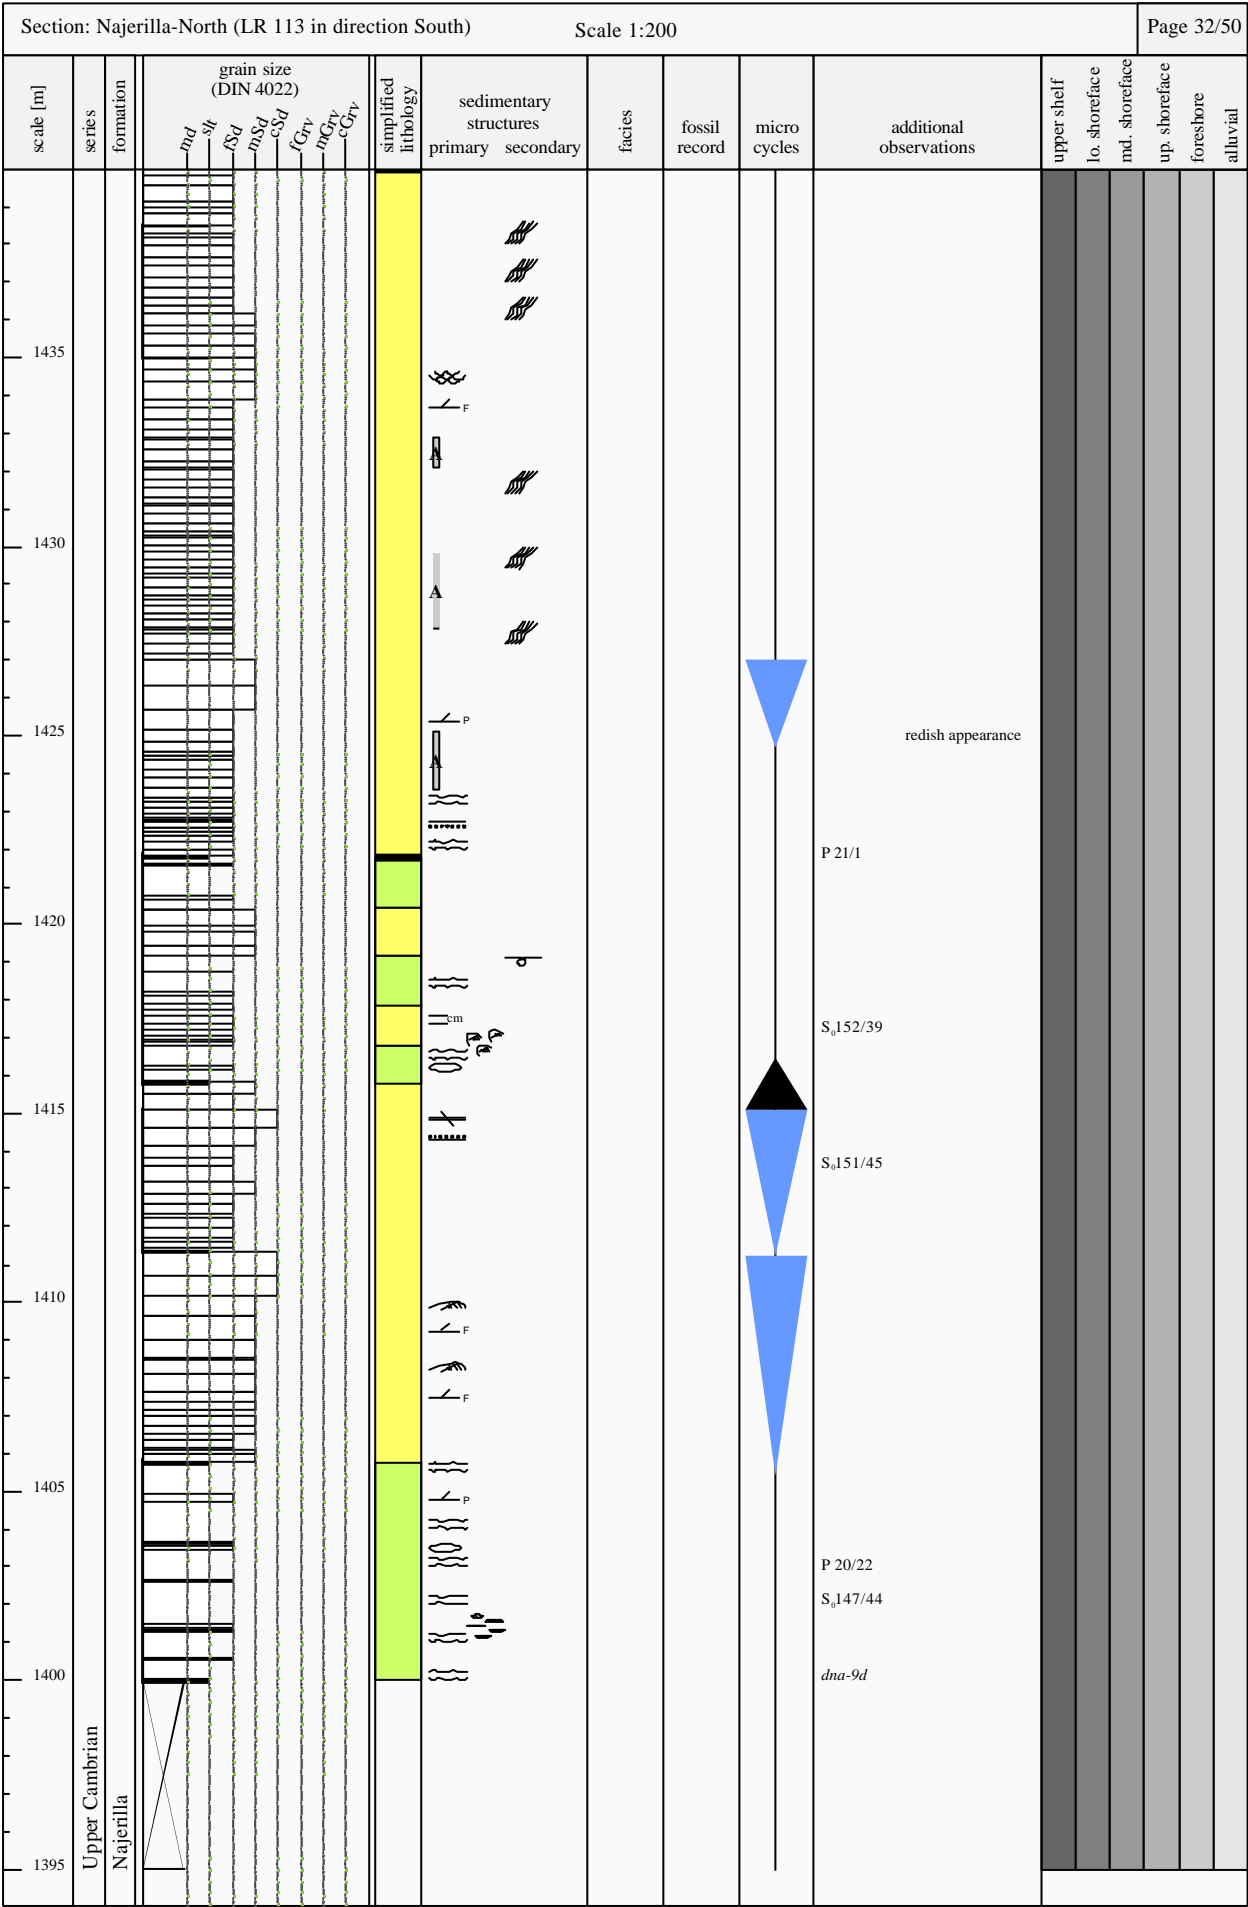 Section: Najerilla-North (LR 113 in direction South)
Scale 1:200
Page 32/50
scale [m]
series
formation
grain size
(DIN 4022)
md
slt
fSd
mSd
cSd
fGrv
mGrv
cGrv
simplified
lithology
sedimentary
structures
primary secondary
facies
fossil
record
micro
cycles
additional
observations
upper shelf
lo. shoreface
md. shoreface
up. shoreface
foreshore
alluvial
1435
F
A
1430
A
P
1425
redish appearance
A
P 21/1
1420
cm
S₀152/39
1415
S₀151/45
1410
F
F
1405
P
P 20/22
S₀147/44
1400
dna-9d
1395
Upper Cambrian
Najerilla